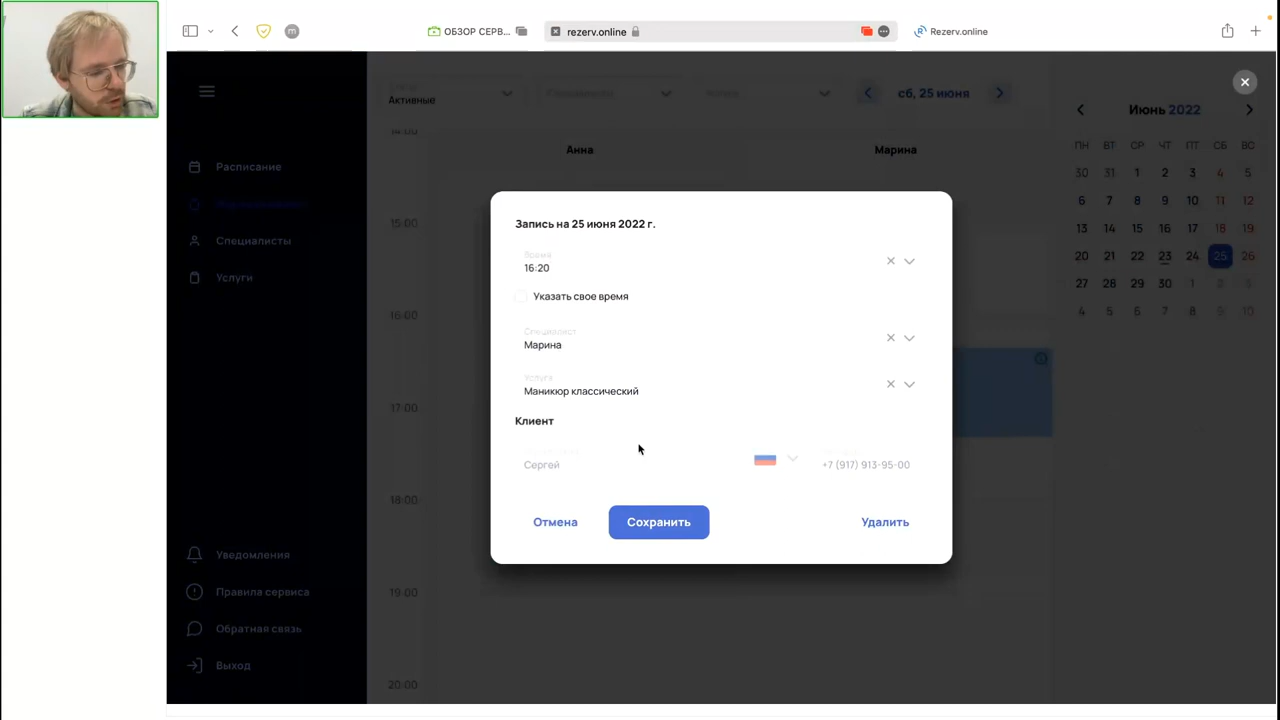 ОБЗОР СЕРВ...
rezerv.online
Rezerv.online
Активные
сб, 25 июня
Июнь 2022
14:00
Анна
Марина
ПН ВТ СР ЧТ ПТ СБ ВС
30 31 1 2 3 4 5
6 7 8 9 10 11 12
13 14 15 16 17 18 19
20 21 22 23 24 25 26
27 28 29 30 1 2 3
4 5 6 7 8 9 10
Расписание
Специалисты
Услуги
15:00
16:00
17:00
18:00
19:00
20:00
Запись на 25 июня 2022 г.
Время
16:20
Указать свое время
Специалист
Марина
Услуга
Маникюр классический
Клиент
Сергей
+7 (917) 913-95-00
Отмена
Сохранить
Удалить
Уведомления
Правила сервиса
Обратная связь
Выход